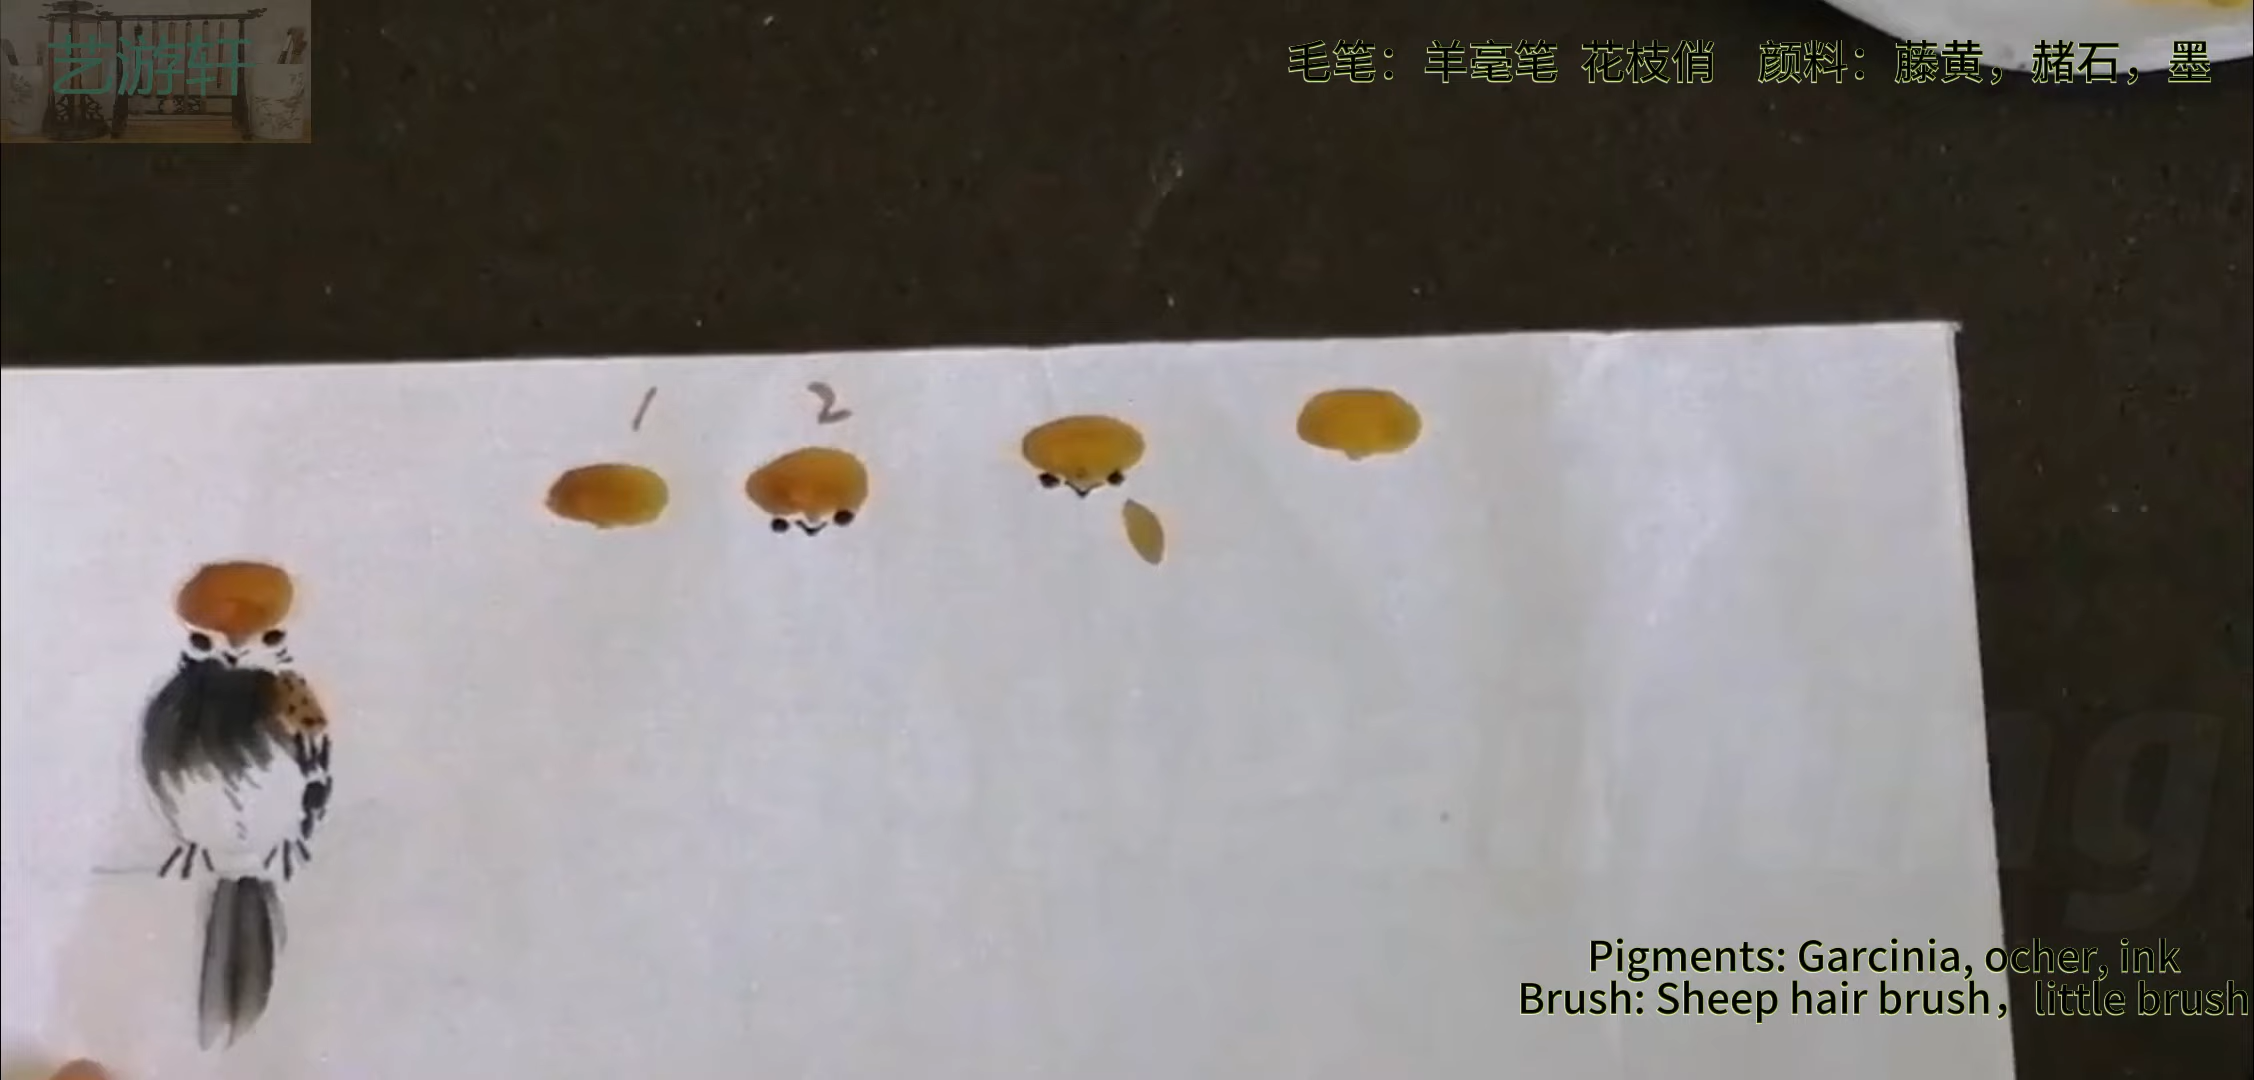 艺游轩
毛笔：羊毫笔 花枝俏 颜料：藤黄，赭石，墨
1 2
Pigments: Garcinia, ocher, ink
Brush: Sheep hair brush，little brush